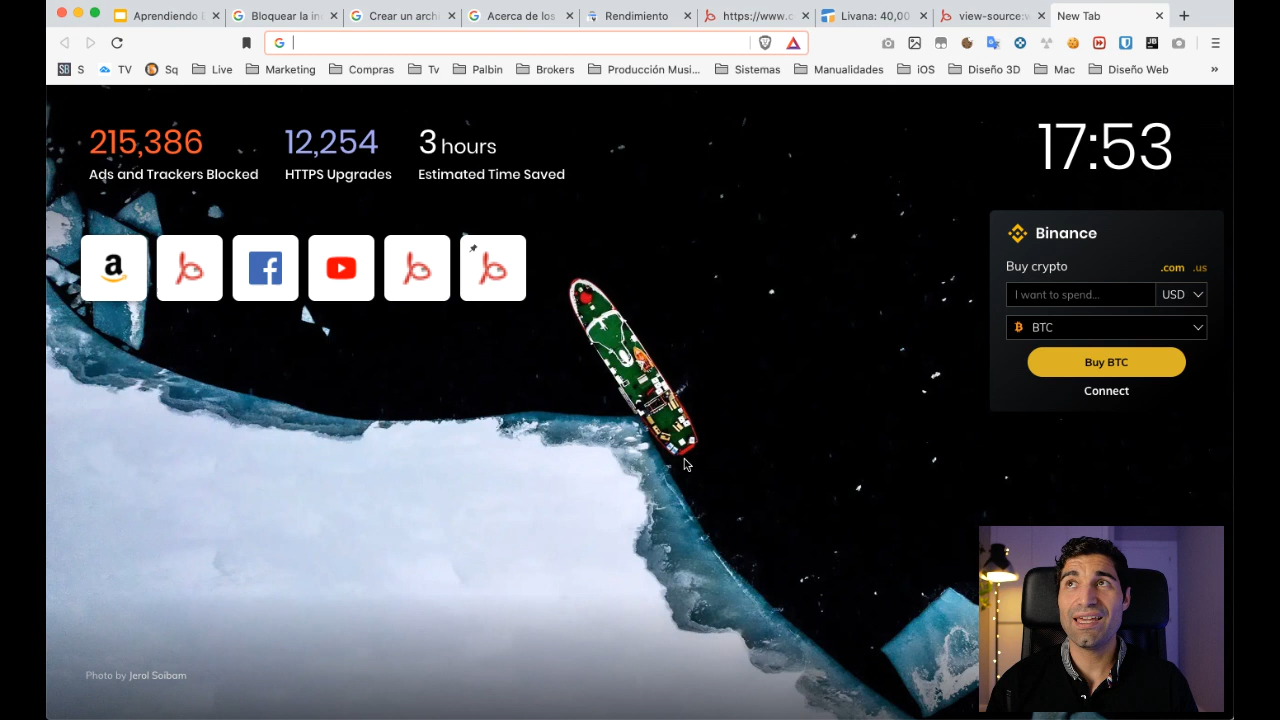 Aprendiendo
Bloquear la in
Crear un archi
Acerca de los
Rendimiento
https://www.c
Livana: 40,00
view-source:w
New Tab
SB S
TV
Sq
Live
Marketing
Compras
Tv
Palbin
Brokers
Producción Musi...
Sistemas
Manualidades
iOS
Diseño 3D
Mac
Diseño Web
»
215,386
Ads and Trackers Blocked
12,254
HTTPS Upgrades
3 hours
Estimated Time Saved
17:53
Binance
Buy crypto
.com .us
I want to spend...
USD
BTC
Buy BTC
Connect
Photo by Jerol Soibam